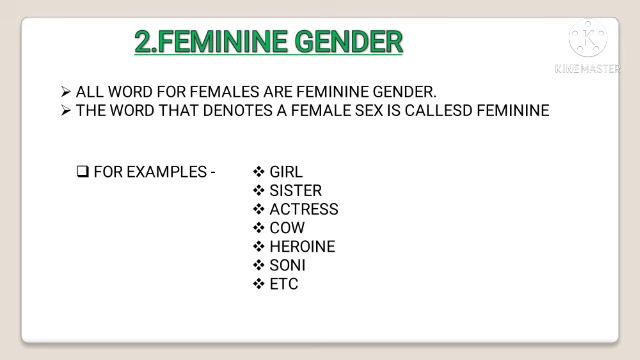 2.FEMININE GENDER
KINEMASTER
➢ ALL WORD FOR FEMALES ARE FEMININE GENDER.
➢ THE WORD THAT DENOTES A FEMALE SEX IS CALLESD FEMININE
❑ FOR EXAMPLES - ❖ GIRL
❖ SISTER
❖ ACTRESS
❖ COW
❖ HEROINE
❖ SONI
❖ ETC